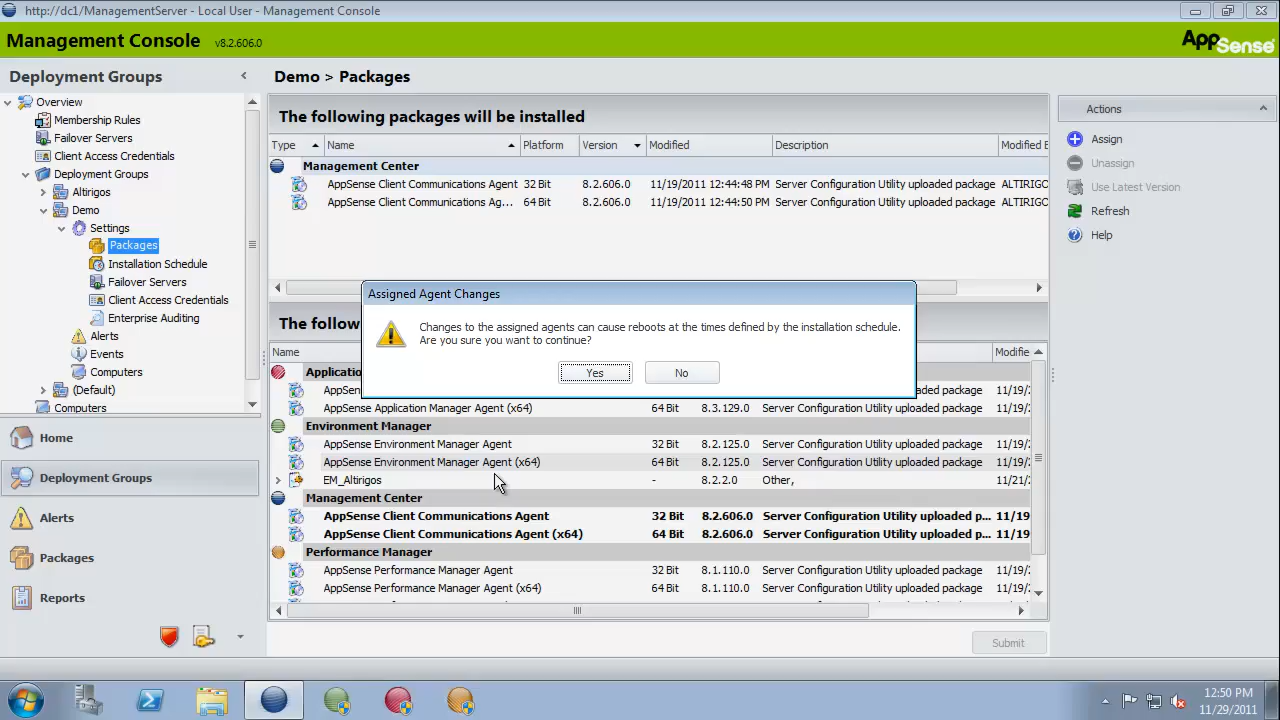 http://dc1/ManagementServer - Local User - Management Console
Management Console v8.2.606.0
AppSense
Deployment Groups
Overview
Membership Rules
Failover Servers
Client Access Credentials
Deployment Groups
Altirigos
Demo
Settings
Packages
Installation Schedule
Failover Servers
Client Access Credentials
Enterprise Auditing
Alerts
Events
Computers
(Default)
Computers
Home
Deployment Groups
Alerts
Packages
Reports
Demo > Packages
The following packages will be installed
Type Name Platform Version Modified Description Modified B
Management Center
AppSense Client Communications Agent 32 Bit 8.2.606.0 11/19/2011 12:44:48 PM Server Configuration Utility uploaded package ALTIRIGO
AppSense Client Communications Ag... 64 Bit 8.2.606.0 11/19/2011 12:44:50 PM Server Configuration Utility uploaded package ALTIRIGO
Assigned Agent Changes
Changes to the assigned agents can cause reboots at the times defined by the installation schedule.
Are you sure you want to continue?
Yes No
The follow
Name Modifie
Applicatio
AppSen 11/19/2
AppSense Application Manager Agent (x64) 64 Bit 8.3.129.0 Server Configuration Utility uploaded package 11/19/2
Environment Manager
AppSense Environment Manager Agent 32 Bit 8.2.125.0 Server Configuration Utility uploaded package 11/19/2
AppSense Environment Manager Agent (x64) 64 Bit 8.2.125.0 Server Configuration Utility uploaded package 11/19/2
EM_Altirigos - 8.2.2.0 Other, 11/21/2
Management Center
AppSense Client Communications Agent 32 Bit 8.2.606.0 Server Configuration Utility uploaded p... 11/19
AppSense Client Communications Agent (x64) 64 Bit 8.2.606.0 Server Configuration Utility uploaded p... 11/19
Performance Manager
AppSense Performance Manager Agent 32 Bit 8.1.110.0 Server Configuration Utility uploaded package 11/19/2
AppSense Performance Manager Agent (x64) 64 Bit 8.1.110.0 Server Configuration Utility uploaded package 11/19/2
Submit
Actions
Assign
Unassign
Use Latest Version
Refresh
Help
12:50 PM
11/29/2011